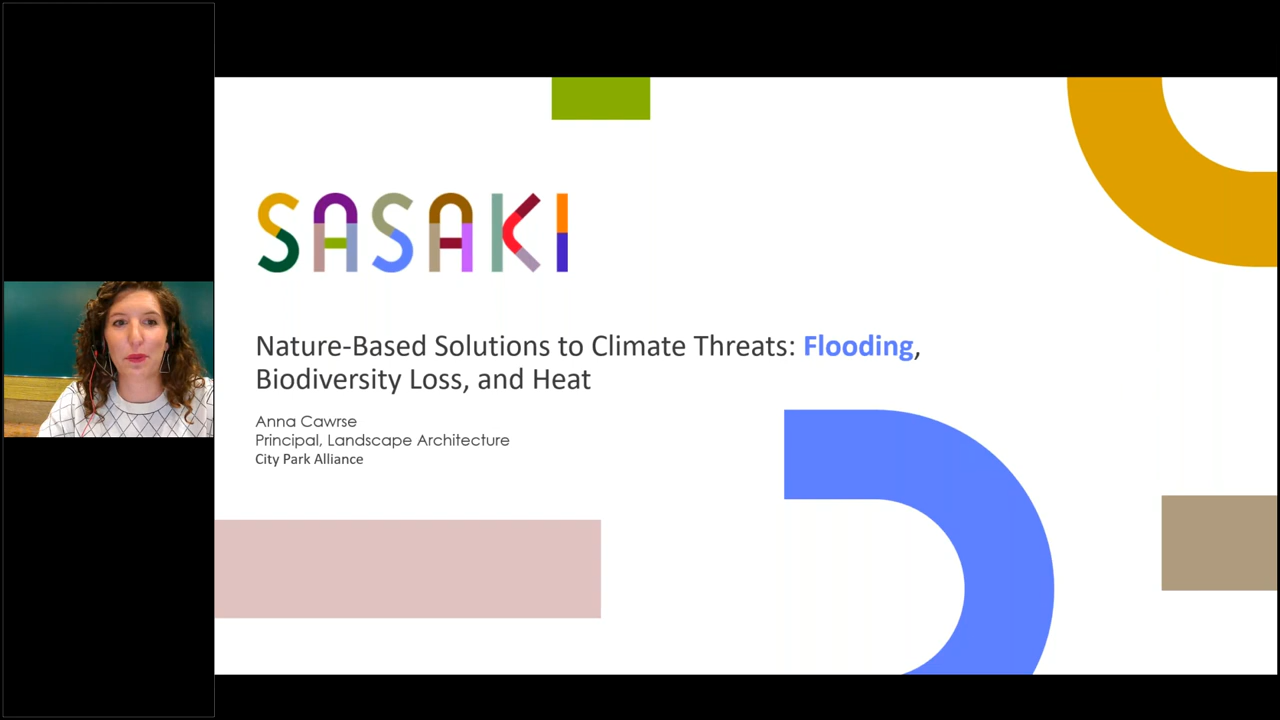 SASAKI
Nature-Based Solutions to Climate Threats: Flooding,
Biodiversity Loss, and Heat
Anna Cawrse
Principal, Landscape Architecture
City Park Alliance